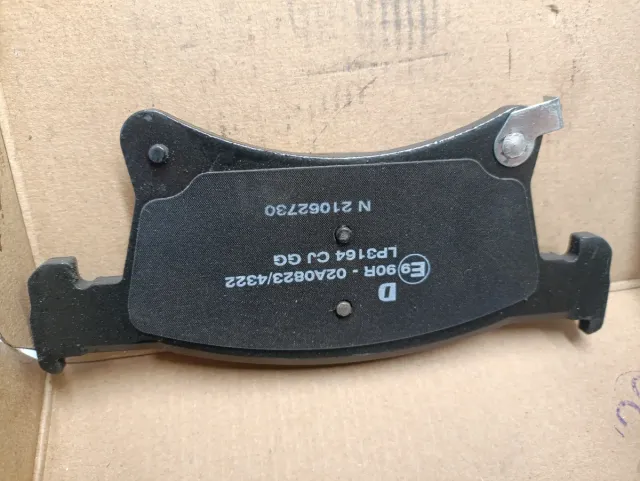 D
E9 90R - 02A0823/4322
LP3164 CJ GG
N 21062730